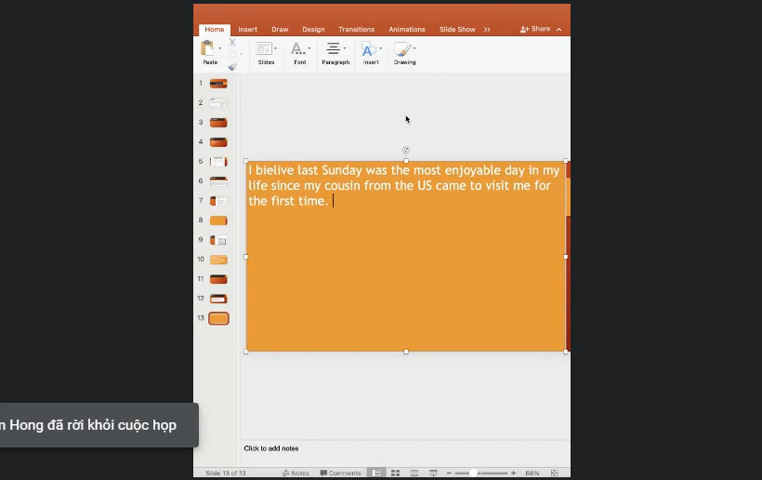 Home Insert Draw Design Transitions Animations Slide Show Share
Paste Slides Font Paragraph Insert Drawing
1
2
3
4
5
6
7
8
9
10
11
12
13
I bielive last Sunday was the most enjoyable day in my
life since my cousin from the US came to visit me for
the first time.
n Hong đã rời khỏi cuộc họp
Click to add notes
Slide 13 of 13 Notes Comments 68%